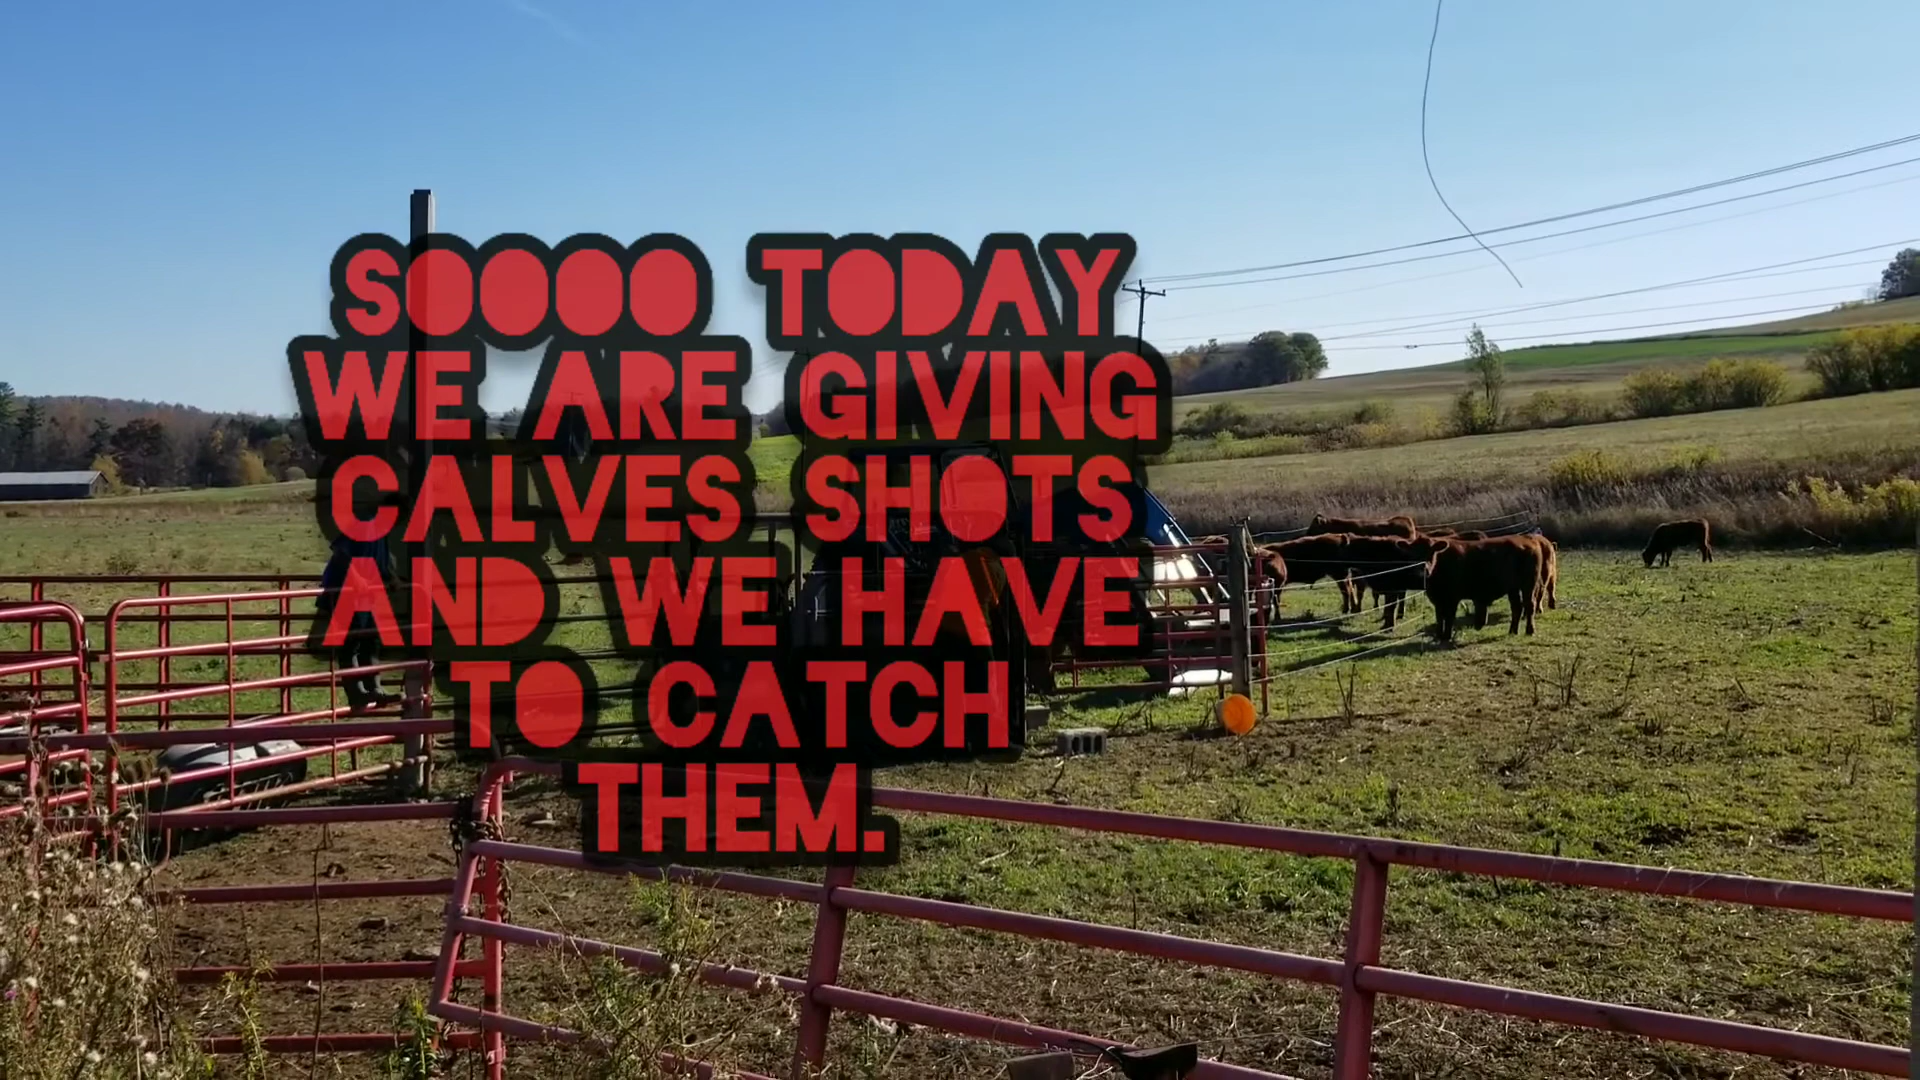 SOOOO TODAY
WE ARE GIVING
CALVES SHOTS
AND WE HAVE
TO CATCH
THEM.